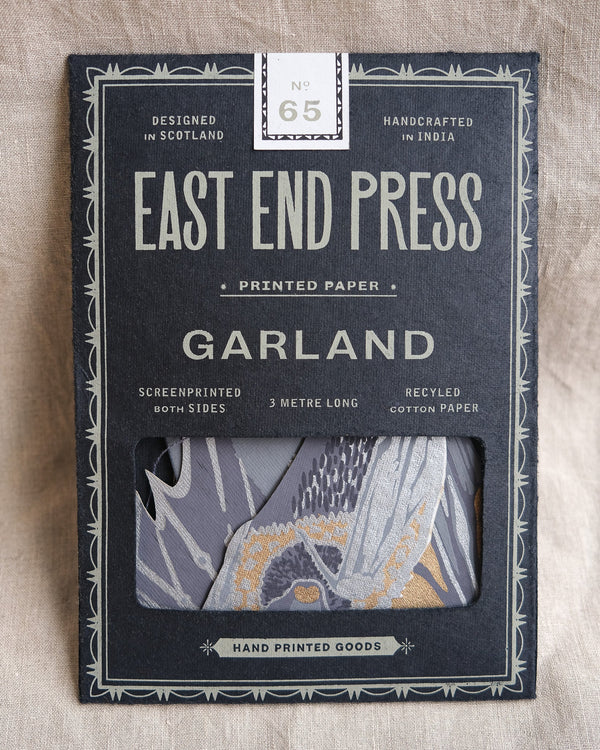 Nº
65
DESIGNED
IN SCOTLAND
HANDCRAFTED
IN INDIA
EAST END PRESS
• PRINTED PAPER •
GARLAND
SCREENPRINTED
BOTH SIDES
3 METRE LONG
RECYLED
COTTON PAPER
HAND PRINTED GOODS